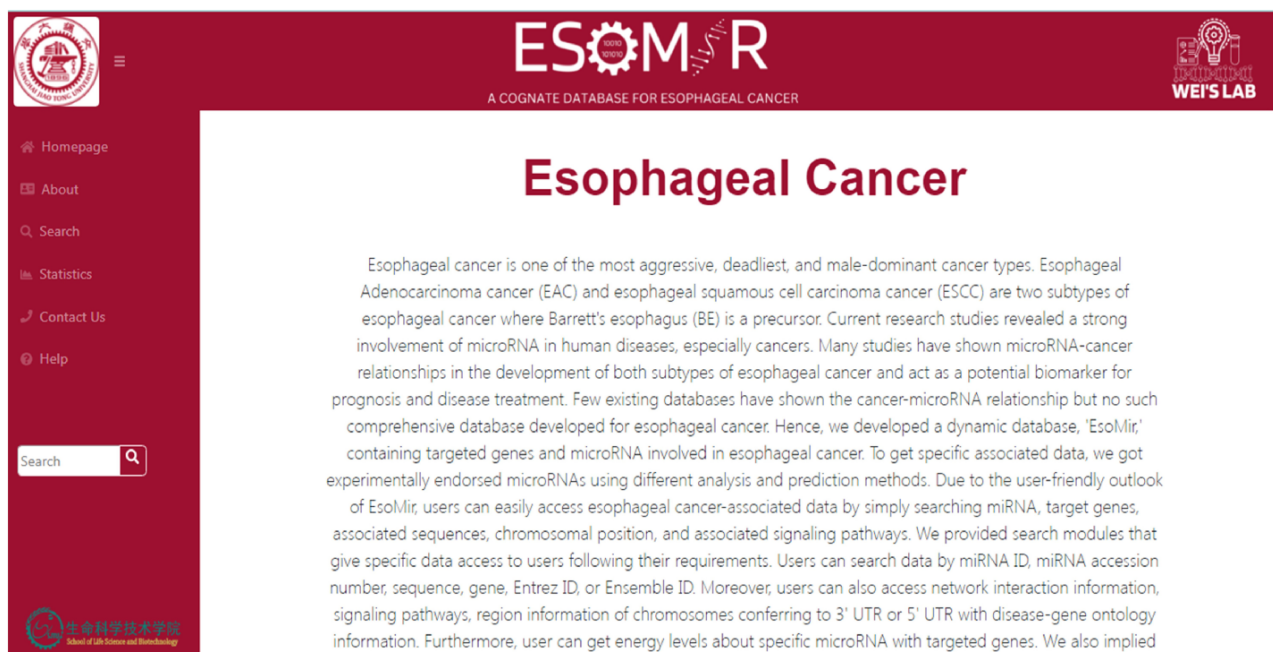 ESOMIR
10010
101010
A COGNATE DATABASE FOR ESOPHAGEAL CANCER
SHANGHAI JIAO TONG UNIVERSITY
WEI'S LAB
Homepage
About
Search
Statistics
Contact Us
Help
Search
生命科学技术学院
School of Life Science and Biotechnology
Esophageal Cancer
Esophageal cancer is one of the most aggressive, deadliest, and male-dominant cancer types. Esophageal
Adenocarcinoma cancer (EAC) and esophageal squamous cell carcinoma cancer (ESCC) are two subtypes of
esophageal cancer where Barrett's esophagus (BE) is a precursor. Current research studies revealed a strong
involvement of microRNA in human diseases, especially cancers. Many studies have shown microRNA-cancer
relationships in the development of both subtypes of esophageal cancer and act as a potential biomarker for
prognosis and disease treatment. Few existing databases have shown the cancer-microRNA relationship but no such
comprehensive database developed for esophageal cancer. Hence, we developed a dynamic database, 'EsoMir,'
containing targeted genes and microRNA involved in esophageal cancer. To get specific associated data, we got
experimentally endorsed microRNAs using different analysis and prediction methods. Due to the user-friendly outlook
of EsoMir, users can easily access esophageal cancer-associated data by simply searching miRNA, target genes,
associated sequences, chromosomal position, and associated signaling pathways. We provided search modules that
give specific data access to users following their requirements. Users can search data by miRNA ID, miRNA accession
number, sequence, gene, Entrez ID, or Ensemble ID. Moreover, users can also access network interaction information,
signaling pathways, region information of chromosomes conferring to 3' UTR or 5' UTR with disease-gene ontology
information. Furthermore, user can get energy levels about specific microRNA with targeted genes. We also implied